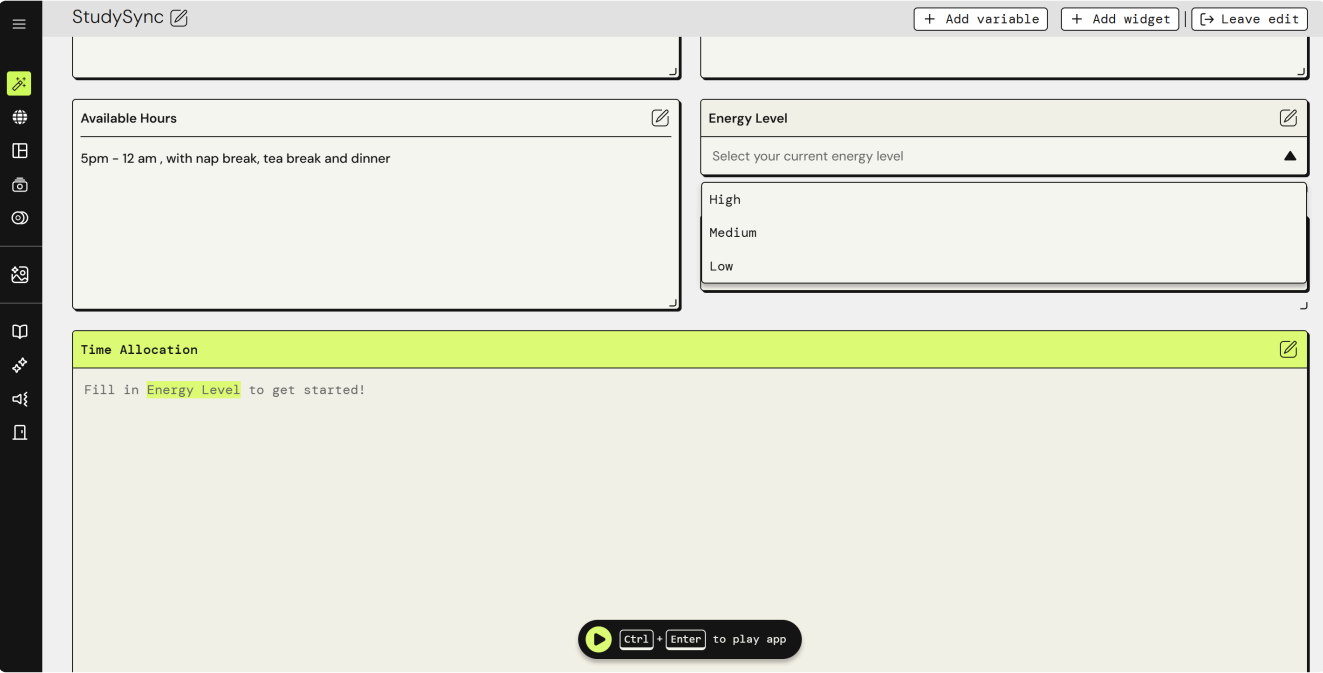 StudySync
+ Add variable
+ Add widget
Leave edit
Available Hours
5pm - 12 am , with nap break, tea break and dinner
Energy Level
Select your current energy level
High
Medium
Low
Time Allocation
Fill in Energy Level to get started!
Ctrl + Enter to play app